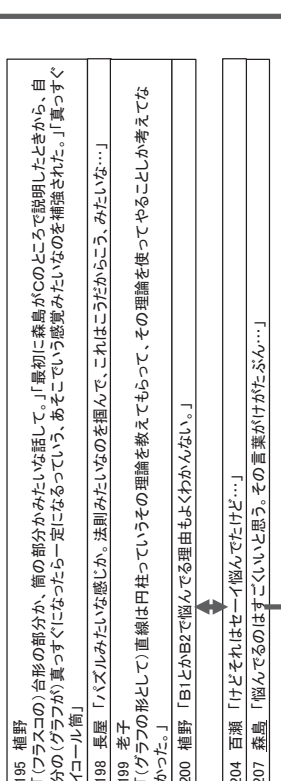 195 植野
「(フラスコの)台形の部分か、筒の部分かみたいな話して。」「最初に森島がCのところで説明したときから、自
分の(グラフが)真っすぐになったら一定になるっていう、あそこでいう感覚みたいなのを補強された。」「真っすぐ
イコール筒」
198 長屋 「パズルみたいな感じか。法則みたいなのを掴んで、これはこうだからこう、みたいな…」
199 老子
「(グラフの形として)直線は円柱っていうその理論を教えてもらって、その理論を使ってやることしか考えてな
かった。」
200 植野 「B1とかB2で悩んでる理由もよくわかんない。」
204 百瀬 「けどそれはセーイ悩んでたけど…」
207 森島 「悩んでるのはすごくいいと思う。その言葉がけがたぶん…」